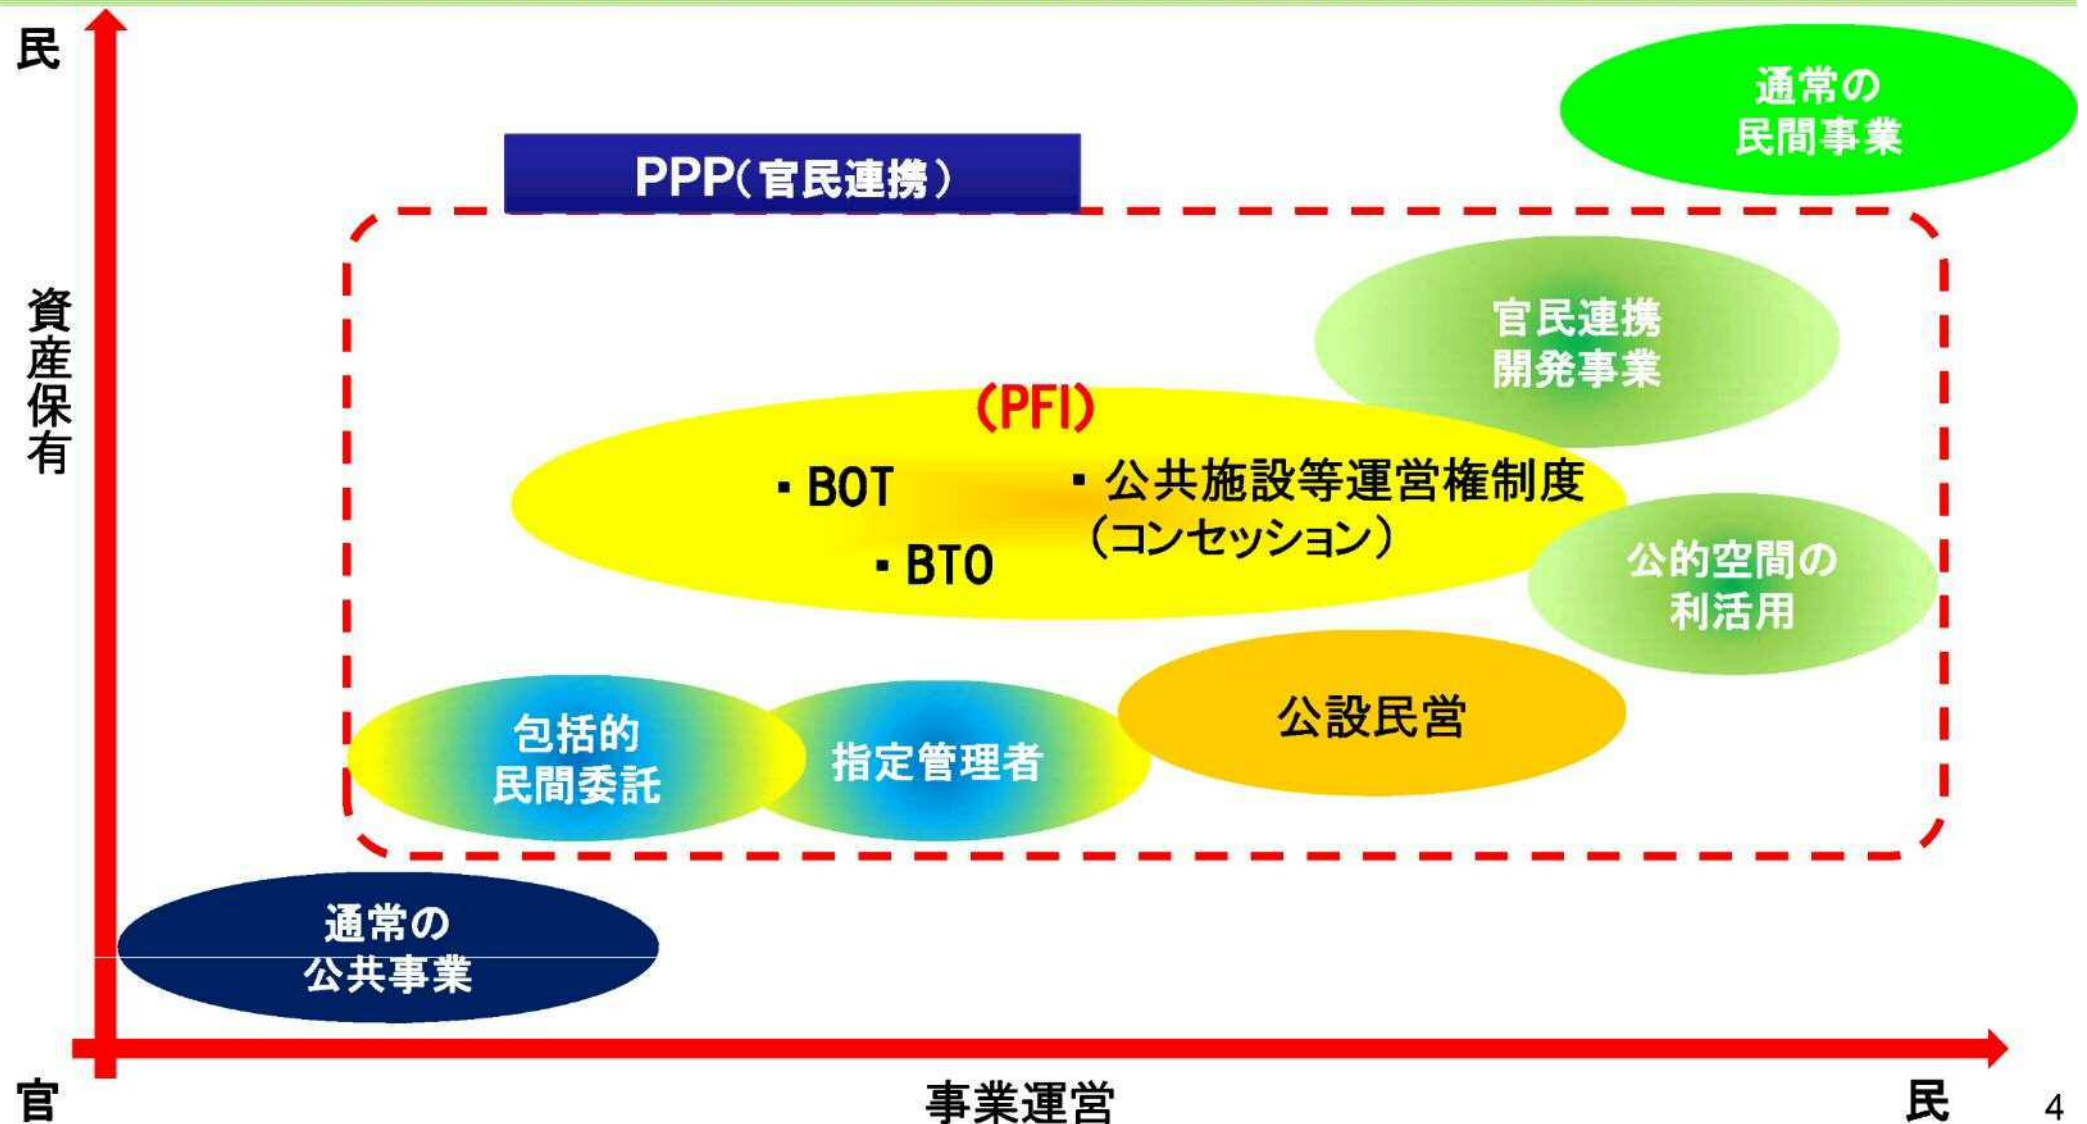 民
通常の
民間事業
PPP(官民連携)
資産保有
官民連携
開発事業
(PFI)
・BOT
・公共施設等運営権制度
(コンセッション)
・BTO
公的空間の
利活用
公設民営
包括的
民間委託
指定管理者
通常の
公共事業
官
事業運営
民
4